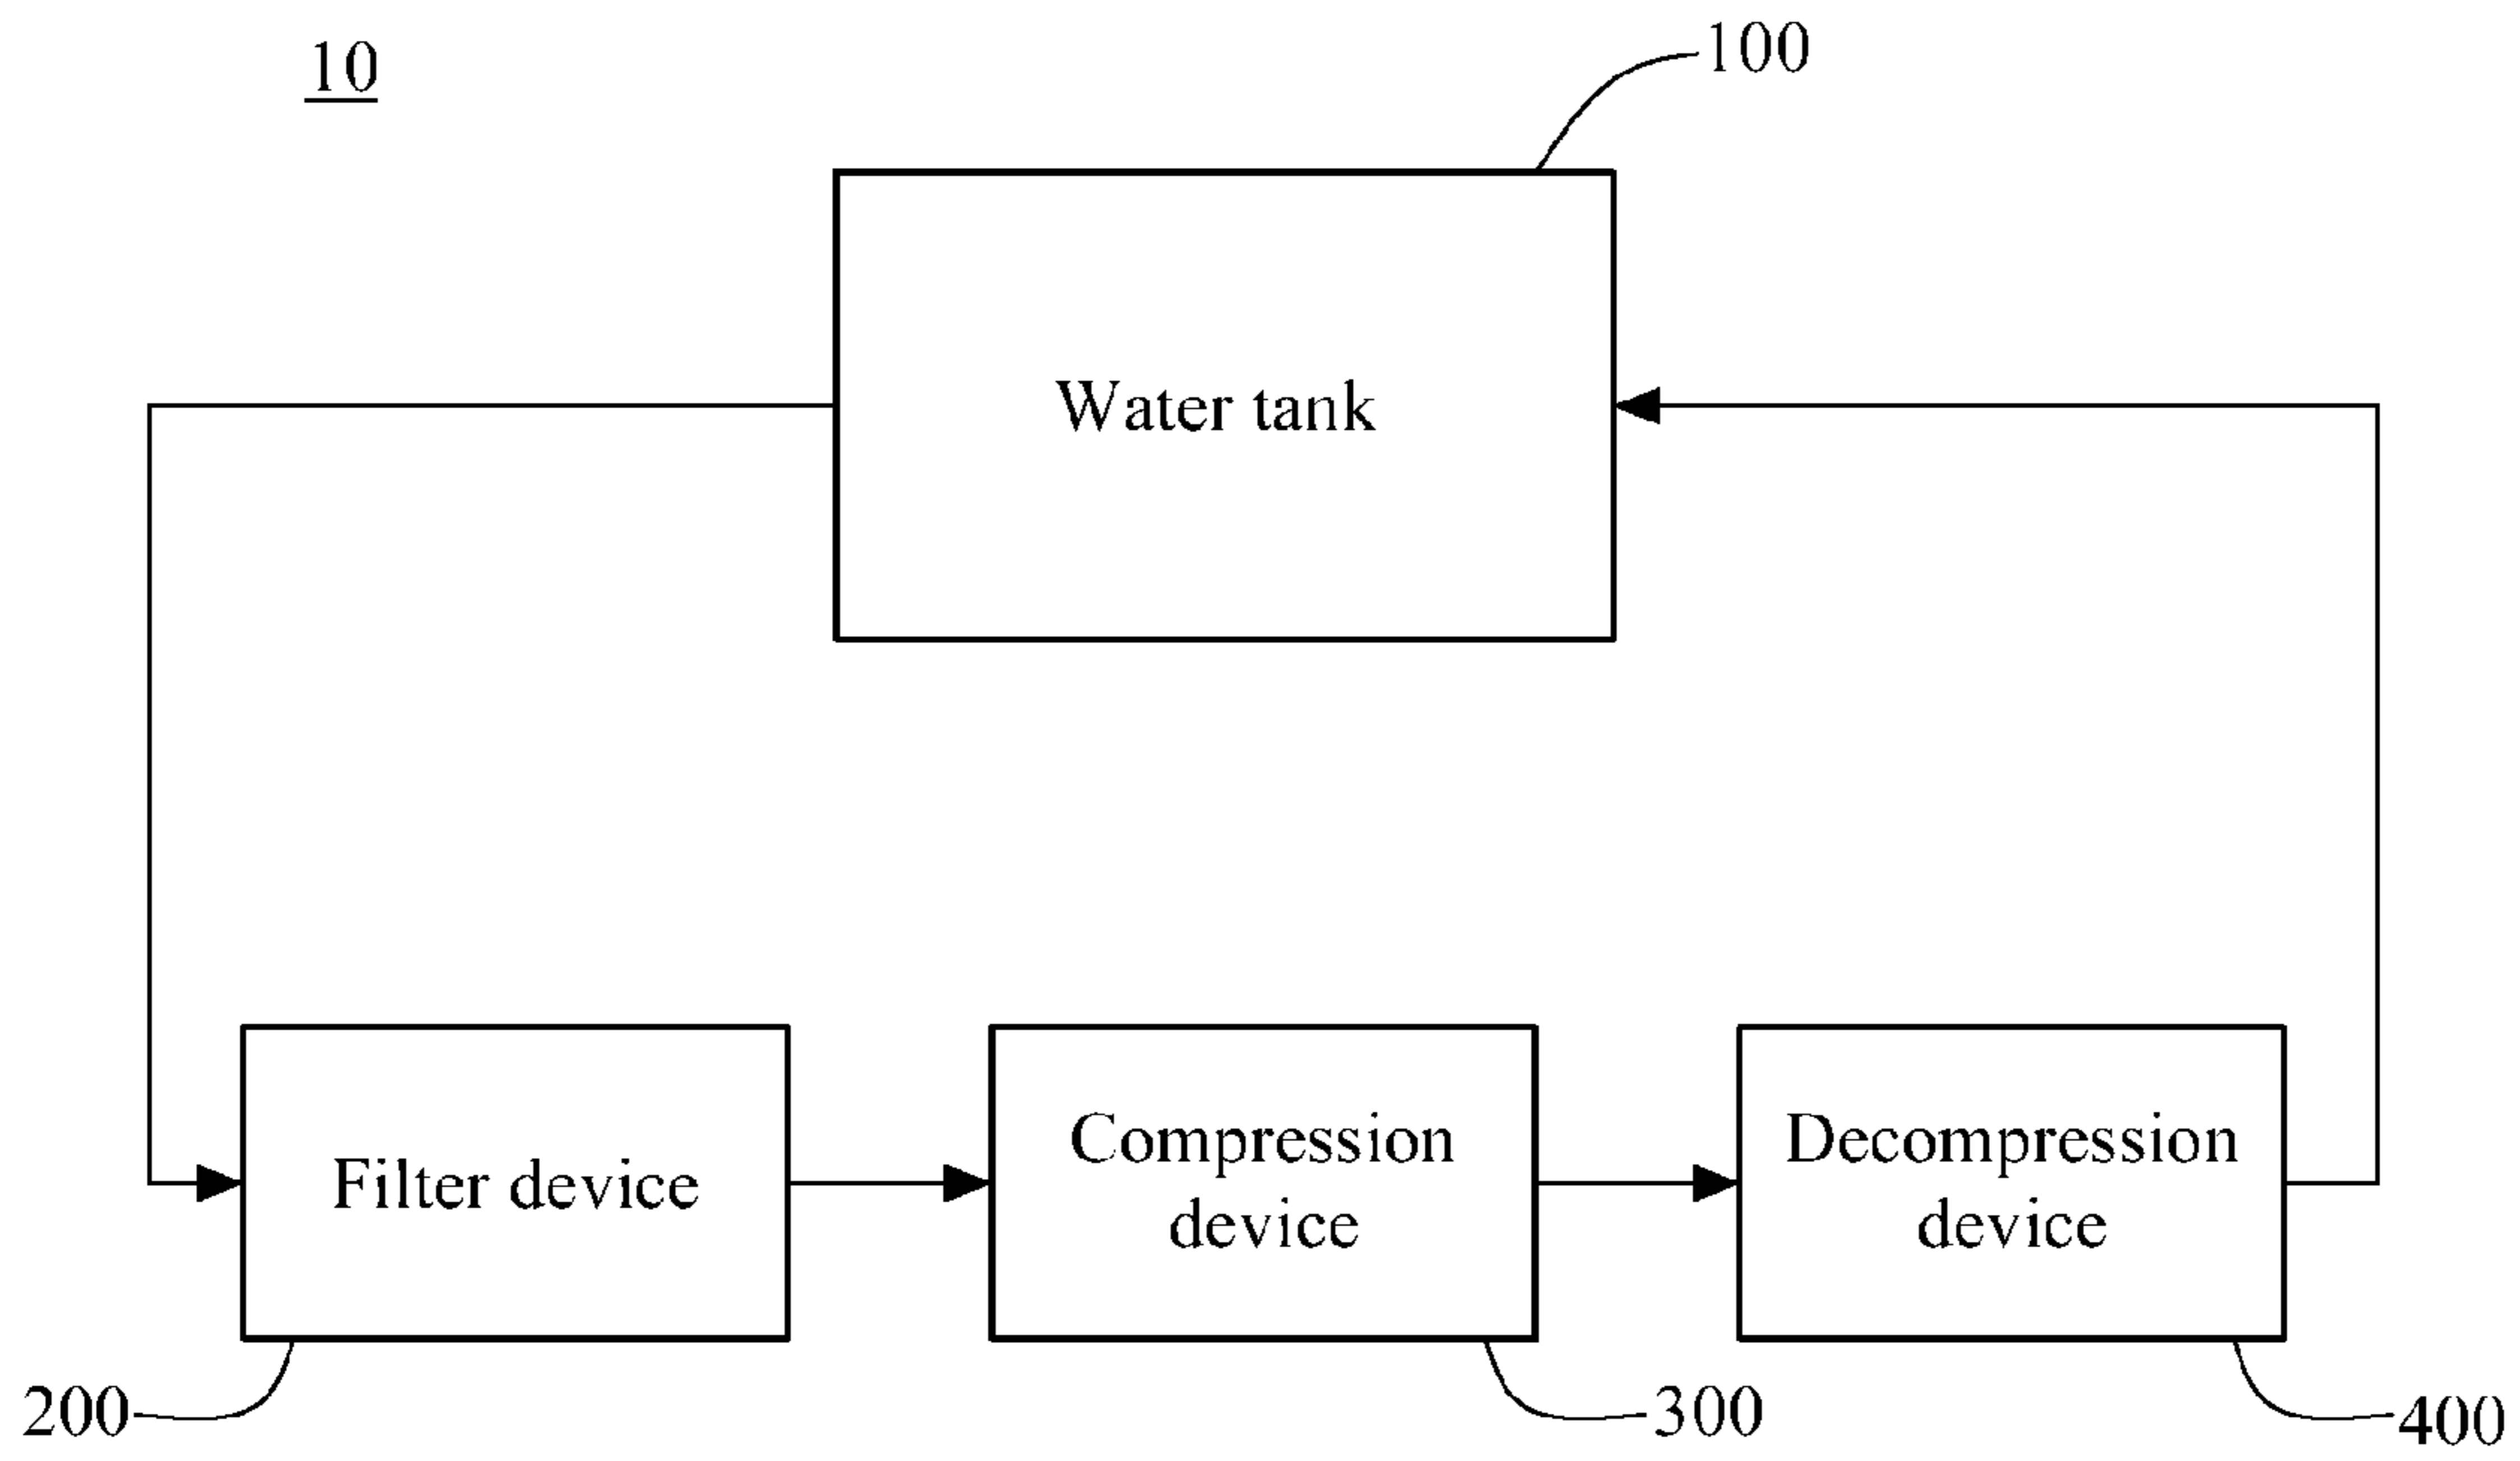 10
100
Water tank
Filter device
Compression
device
Decompression
device
200
300
400